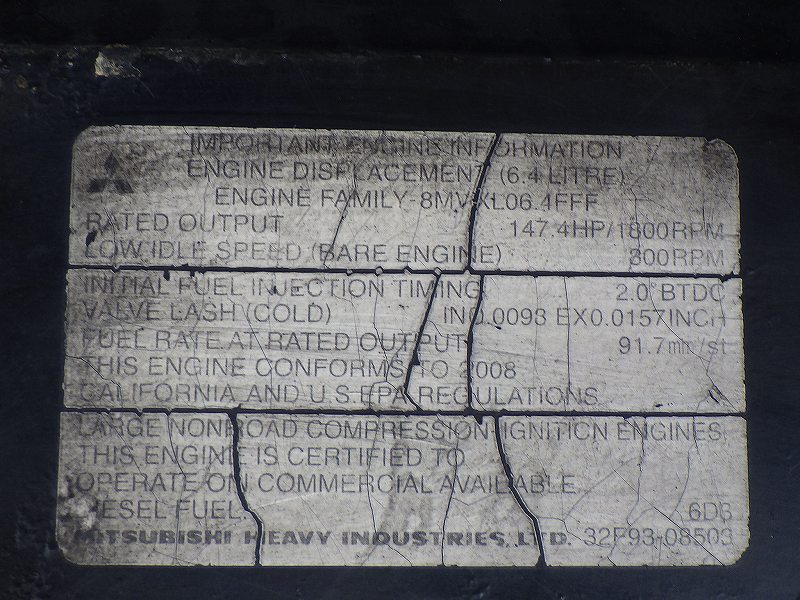 IMPORTANT ENGINE INFORMATION
ENGINE DISPLACEMENT (6.4 LITRE)
ENGINE FAMILY-8MVXL06.4FFF
RATED OUTPUT 147.4HP/1800RPM
LOW IDLE SPEED (BARE ENGINE) 800RPM
INITIAL FUEL INJECTION TIMING 2.0°BTDC
VALVE LASH (COLD) IN0.0098 EX0.0157INCH
FUEL RATE AT RATED OUTPUT 91.7mm³/st
THIS ENGINE CONFORMS TO 2008
CALIFORNIA AND U.S.EPA REGULATIONS
LARGE NONROAD COMPRESSION IGNITION ENGINES.
THIS ENGINE IS CERTIFIED TO
OPERATE ON COMMERCIAL AVAILABLE
DIESEL FUEL. 6D6
MITSUBISHI HEAVY INDUSTRIES, LTD. 32F93-08503